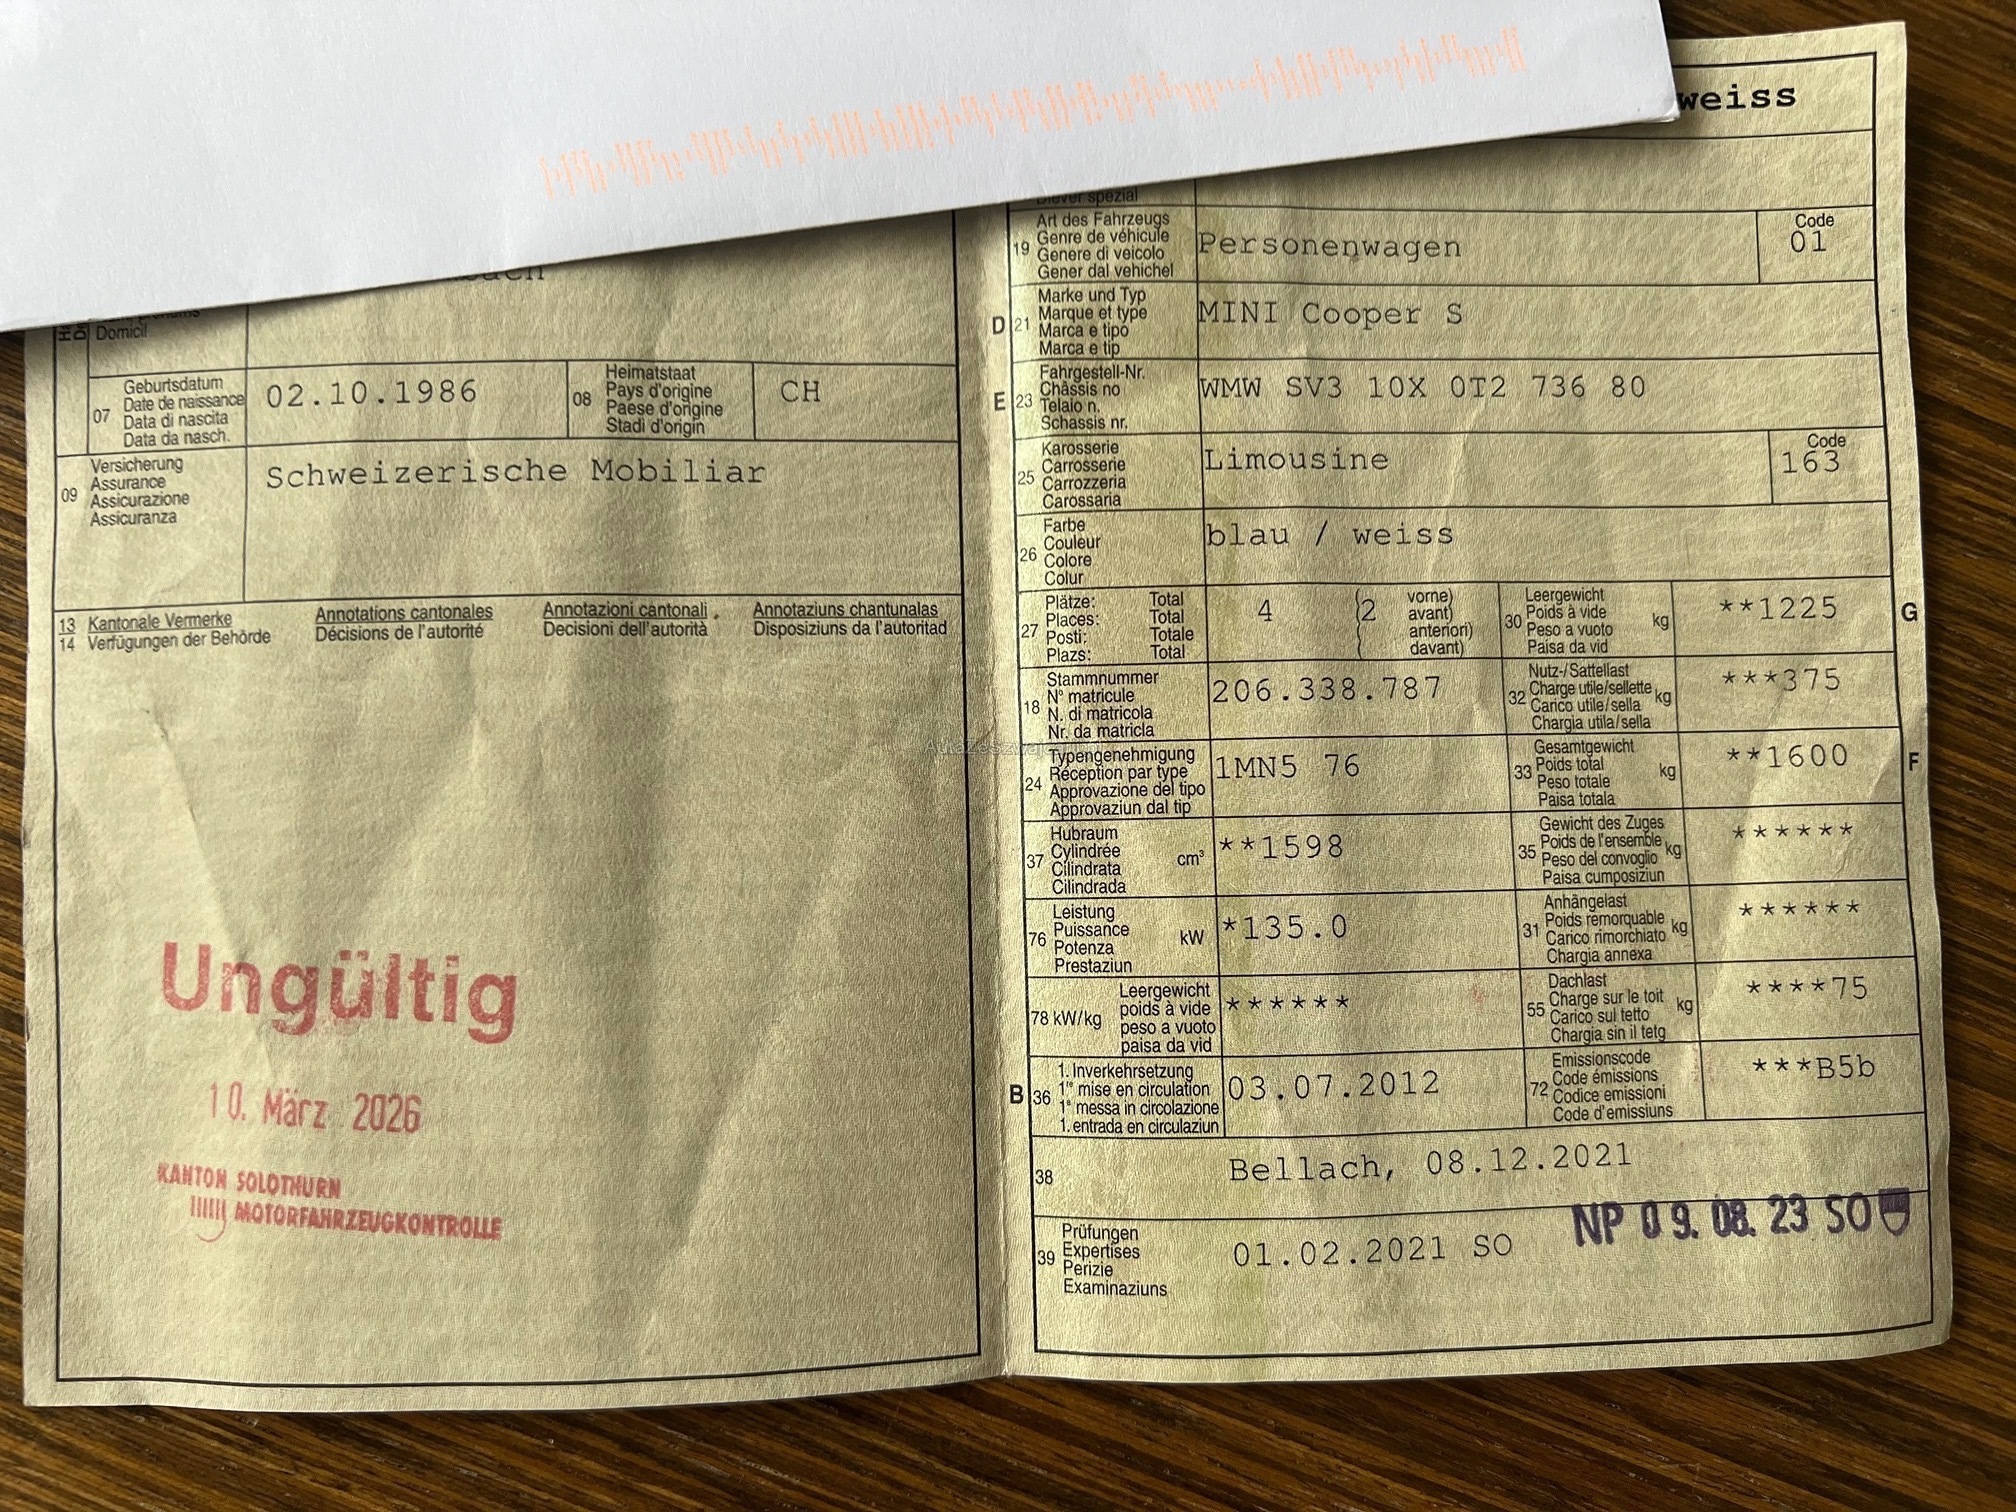 weiss
Domicil
07
Geburtsdatum
Date de naissance
Data di nascita
Data da nasch.
02.10.1986
08
Heimatstaat
Pays d'origine
Paese d'origine
Stadi d'origin
CH
09
Versicherung
Assurance
Assicurazione
Assicuranza
Schweizerische Mobiliar
13 Kantonale Vermerke
14 Verfügungen der Behörde
Annotations cantonales
Décisions de l'autorité
Annotazioni cantonali
Decisioni dell'autorità
Annotaziuns chantunalas
Disposiziuns da l'autoritad
Ungültig
10. März 2026
KANTON SOLOTHURN
MOTORFAHRZEUGKONTROLLE
19
Art des Fahrzeugs
Genre de véhicule
Genere di veicolo
Gener dal vehichel
Personenwagen
Code
01
D 21
Marke und Typ
Marque et type
Marca e tipo
Marca e tip
MINI Cooper S
E 23
Fahrgestell-Nr.
Châssis no
Telaio n.
Schassis nr.
WMW SV3 10X 0T2 736 80
25
Karosserie
Carrosserie
Carrozzeria
Carossaria
Limousine
Code
163
26
Farbe
Couleur
Colore
Colur
blau / weiss
27
Plätze: Total
Places: Total
Posti: Totale
Plazs: Total
4
(2
vorne)
avant)
anteriori)
davant)
30
Leergewicht
Poids à vide
Peso a vuoto
Paisa da vid
kg
**1225
G
18
Stammnummer
N° matricule
N. di matricola
Nr. da matricla
206.338.787
32
Nutz-/Sattellast
Charge utile/sellette
Carico utile/sella
Chargia utila/sella
kg
***375
24
Typengenehmigung
Réception par type
Approvazione del tipo
Approvaziun dal tip
1MN5 76
33
Gesamtgewicht
Poids total
Peso totale
Paisa totala
kg
**1600
F
37
Hubraum
Cylindrée
Cilindrata
Cilindrada
cm³
**1598
35
Gewicht des Zuges
Poids de l'ensemble
Peso del convoglio
Paisa cumposiziun
kg
******
76
Leistung
Puissance
Potenza
Prestaziun
kW
*135.0
31
Anhängelast
Poids remorquable
Carico rimorchiato
Chargia annexa
kg
******
78 kW/kg
Leergewicht
poids à vide
peso a vuoto
paisa da vid
******
55
Dachlast
Charge sur le toit
Carico sul tetto
Chargia sin il tetg
kg
****75
B 36
1. Inverkehrsetzung
1re mise en circulation
1a messa in circolazione
1. entrada en circulaziun
03.07.2012
72
Emissionscode
Code émissions
Codice emissioni
Code d'emissiuns
***B5b
38
Bellach, 08.12.2021
NP 09. 08. 23 SO
39
Prüfungen
Expertises
Perizie
Examinaziuns
01.02.2021 SO